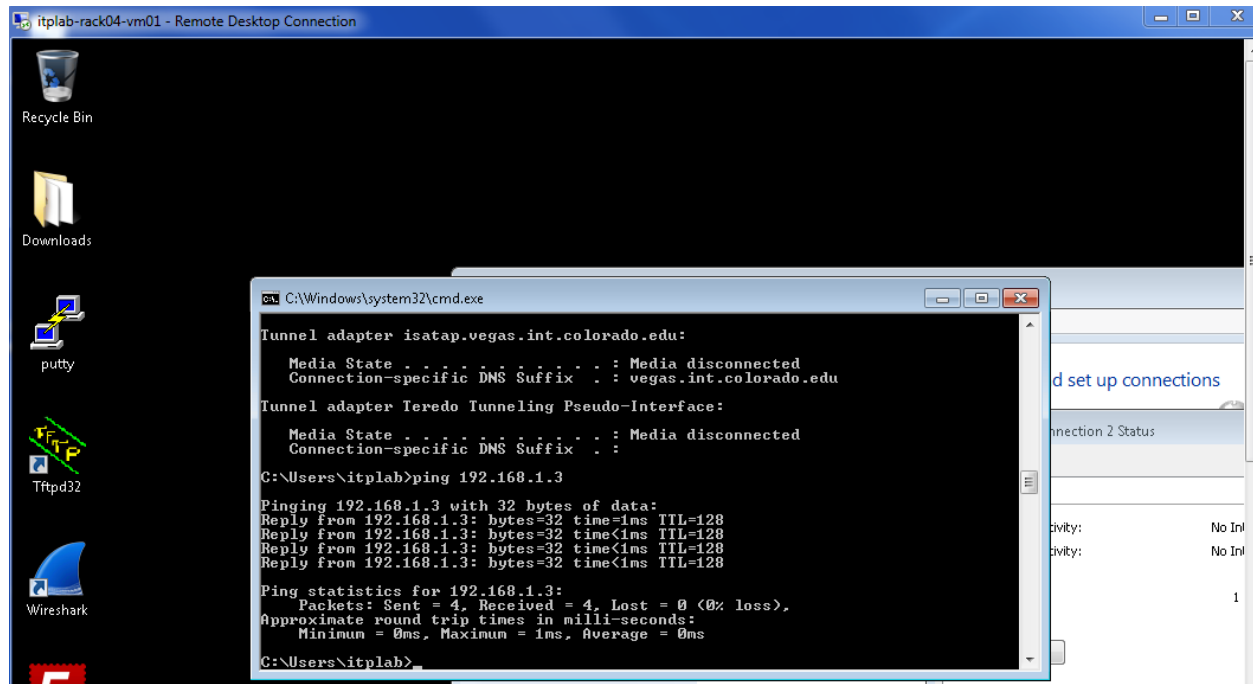 itplab-rack04-vm01 - Remote Desktop Connection
Recycle Bin
Downloads
putty
TFTP
Tftpd32
Wireshark
C:\Windows\system32\cmd.exe
Tunnel adapter isatap.vegas.int.colorado.edu:
Media State . . . . . . . . . . . : Media disconnected
Connection-specific DNS Suffix  . : vegas.int.colorado.edu
Tunnel adapter Teredo Tunneling Pseudo-Interface:
Media State . . . . . . . . . . . : Media disconnected
Connection-specific DNS Suffix  . :
C:\Users\itplab>ping 192.168.1.3
Pinging 192.168.1.3 with 32 bytes of data:
Reply from 192.168.1.3: bytes=32 time=1ms TTL=128
Reply from 192.168.1.3: bytes=32 time<1ms TTL=128
Reply from 192.168.1.3: bytes=32 time<1ms TTL=128
Reply from 192.168.1.3: bytes=32 time<1ms TTL=128
Ping statistics for 192.168.1.3:
Packets: Sent = 4, Received = 4, Lost = 0 (0% loss),
Approximate round trip times in milli-seconds:
Minimum = 0ms, Maximum = 1ms, Average = 0ms
C:\Users\itplab>_
d set up connections
nnection 2 Status
tivity: No In
tivity: No In
1